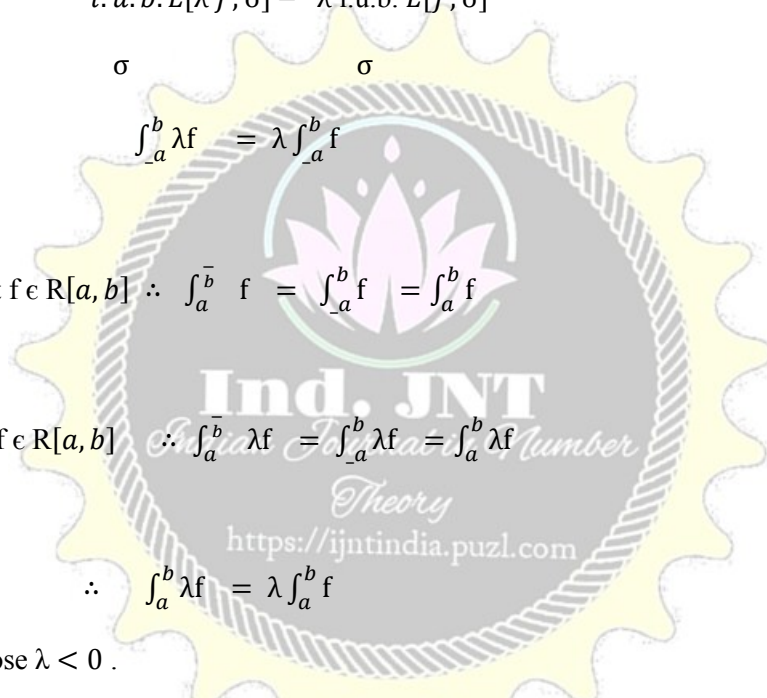 σ σ
∫_a^b λf = λ ∫_a^b f
f ϵ R[a, b] ∴ ∫_a^b̅ f = ∫_a^b f = ∫_a^b f
Ind. JNT
f ϵ R[a, b] ∴ ∫_a^b̅ λf = ∫_a^b λf = ∫_a^b λf
Number
Theory
https://ijntindia.puzl.com
∴ ∫_a^b λf = λ ∫_a^b f
λ < 0 .